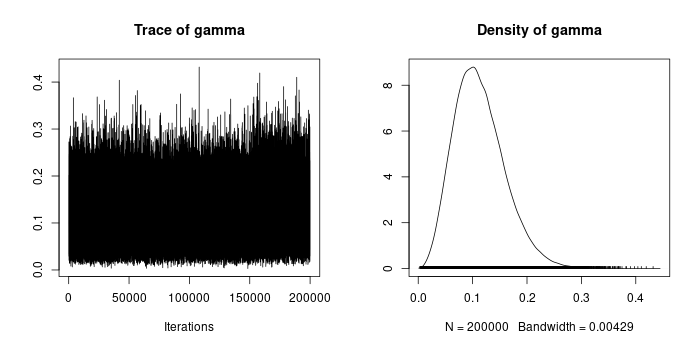 Trace of gamma
0.4
0.3
0.2
0.1
0.0
0 50000 100000 150000 200000
Iterations
Density of gamma
8
6
4
2
0
0.0 0.1 0.2 0.3 0.4
N = 200000 Bandwidth = 0.00429